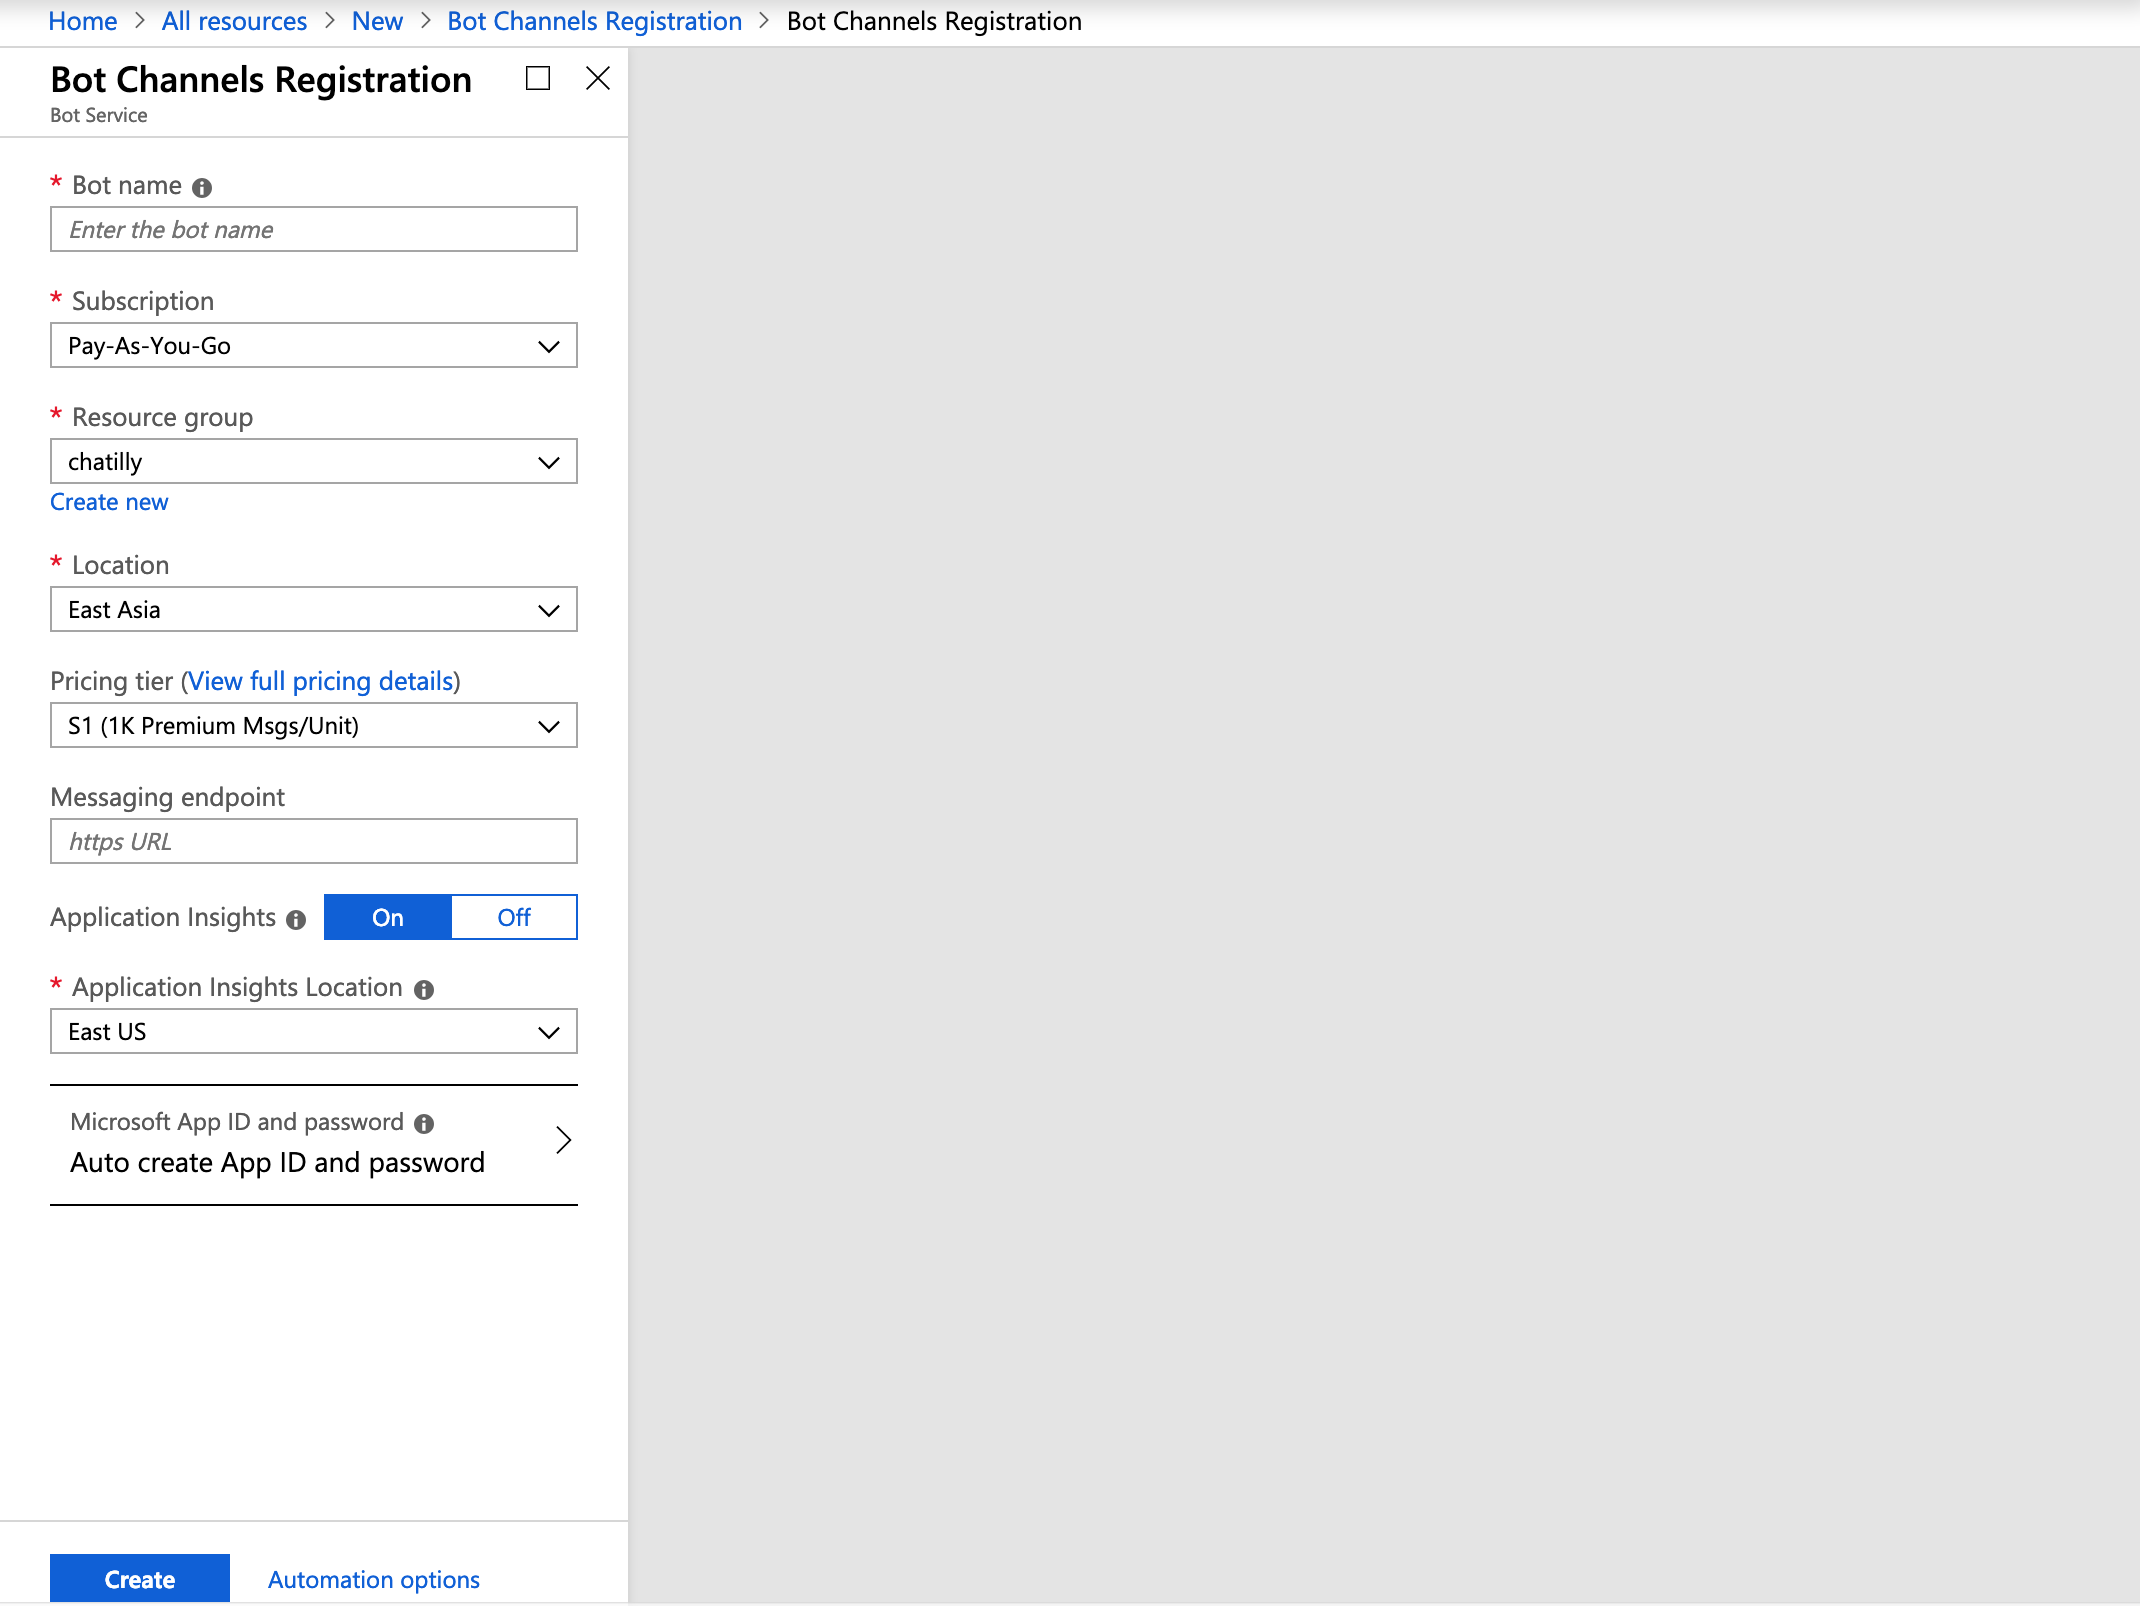 Home > All resources > New > Bot Channels Registration > Bot Channels Registration
Bot Channels Registration
Bot Service
* Bot name
Enter the bot name
* Subscription
Pay-As-You-Go
* Resource group
chatilly
Create new
* Location
East Asia
Pricing tier (View full pricing details)
S1 (1K Premium Msgs/Unit)
Messaging endpoint
https URL
Application Insights On Off
* Application Insights Location
East US
Microsoft App ID and password
Auto create App ID and password
Create Automation options